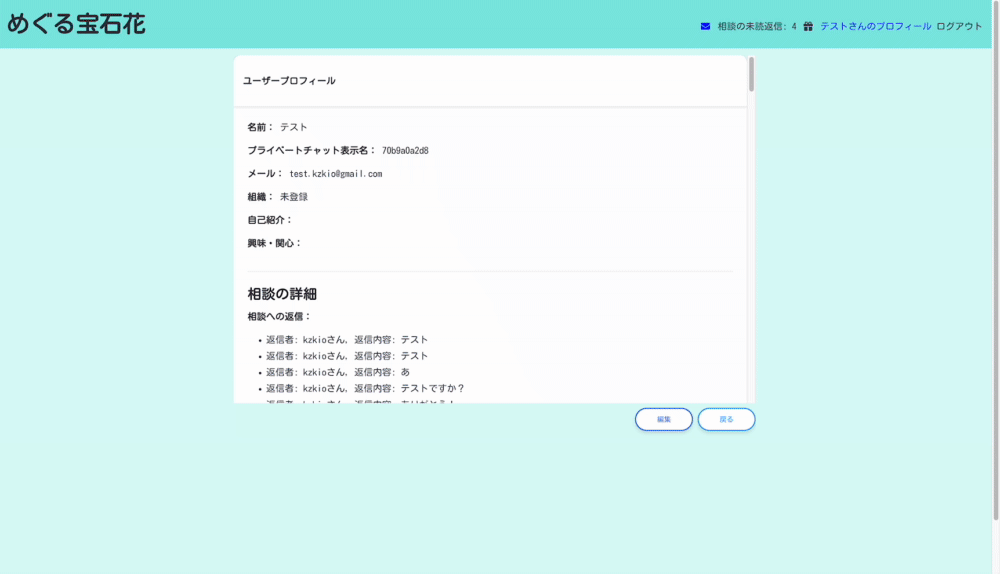 めぐる宝石花
相談の未読返信: 4 テストさんのプロフィール ログアウト
ユーザープロフィール
名前： テスト
プライベートチャット表示名： 70b9a0a2d8
メール： test.kzkio@gmail.com
組織： 未登録
自己紹介：
興味・関心：
相談の詳細
相談への返信：
• 返信者: kzkioさん, 返信内容: テスト
• 返信者: kzkioさん, 返信内容: テスト
• 返信者: kzkioさん, 返信内容: あ
• 返信者: kzkioさん, 返信内容: テストですか？
編集 戻る